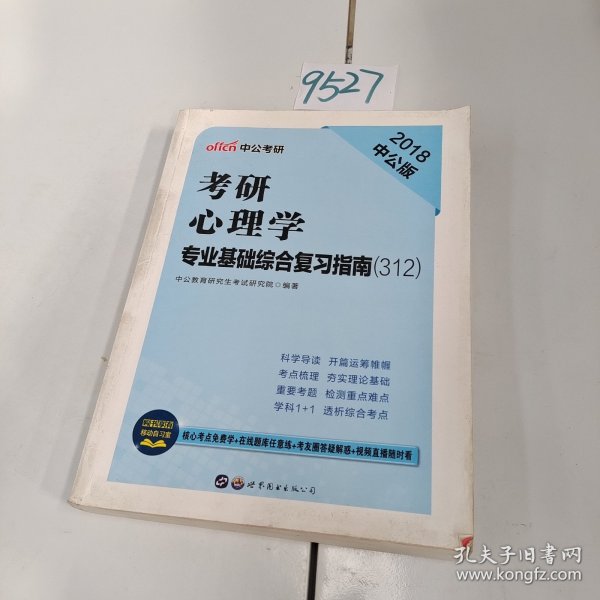 9527
offcn 中公考研
2018
中公版
考研
心理学
专业基础综合复习指南(312)
中公教育研究生考试研究院 编著
科学导读 开篇运筹帷幄
考点梳理 夯实理论基础
重要考题 检测重点难点
学科1+1 透析综合考点
移动自习室
核心考点免费学+在线题库任意练+考友圈答疑解惑+视频直播随时看
世界图书出版公司
孔夫子旧书网
www.kongfz.com